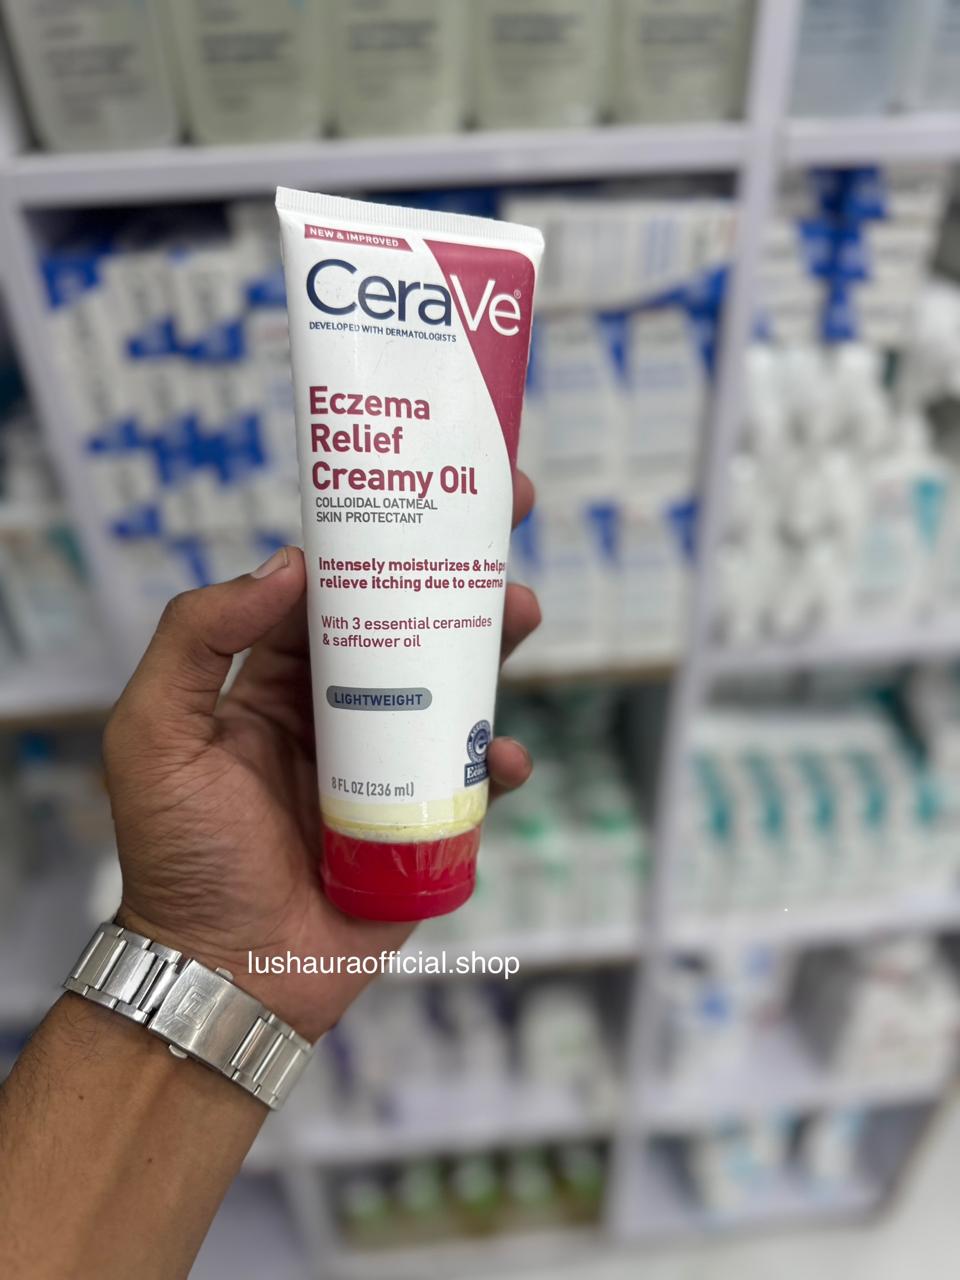 NEW & IMPROVED
CeraVe®
DEVELOPED WITH DERMATOLOGISTS
Eczema
Relief
Creamy Oil
COLLOIDAL OATMEAL
SKIN PROTECTANT
Intensely moisturizes & helps
relieve itching due to eczema
With 3 essential ceramides
& safflower oil
LIGHTWEIGHT
8 FL OZ (236 ml)
lushauraofficial.shop